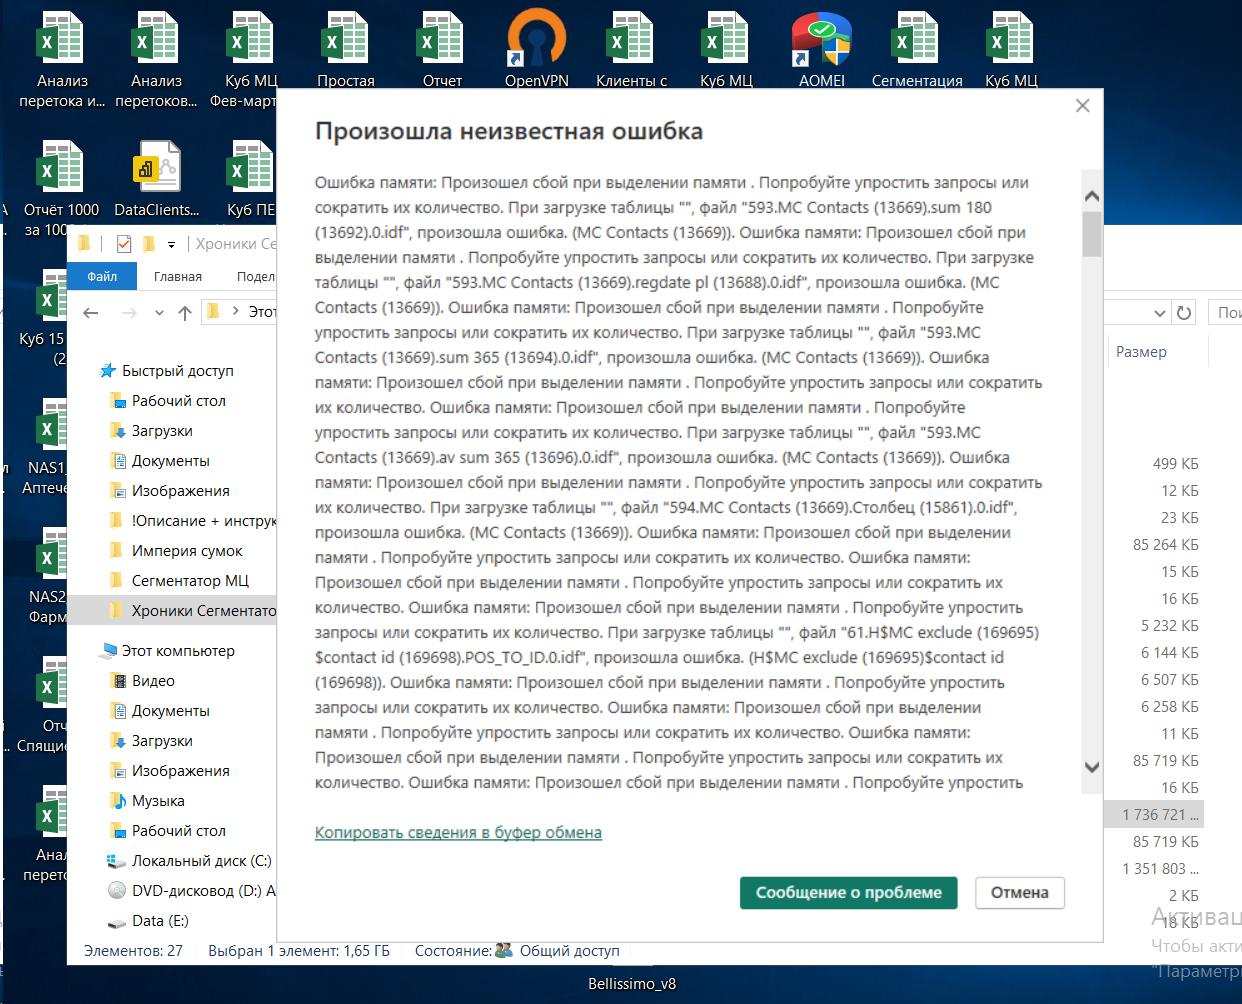 Анализ
перетока и...
Анализ
перетоков...
Куб МЦ
Фев-март
Простая
Отчет
OpenVPN
Клиенты с
Куб МЦ
AOMEI
Сегментация
Куб МЦ
Отчёт 1000
за 100
DataClients...
Куб ПЕ
Куб 15
(2
NAS1_
Аптече
NAS2
Фарм
Отч
Спящие
Анал
перето
Хроники Се
Файл
Главная
Подел
Этот
Пои
Размер
Быстрый доступ
Рабочий стол
Загрузки
Документы
Изображения
!Описание + инструк
Империя сумок
Сегментатор МЦ
Хроники Сегментато
Этот компьютер
Видео
Документы
Загрузки
Изображения
Музыка
Рабочий стол
Локальный диск (C:)
DVD-дисковод (D:) A
Data (E:)
Произошла неизвестная ошибка
Ошибка памяти: Произошел сбой при выделении памяти . Попробуйте упростить запросы или
сократить их количество. При загрузке таблицы "", файл "593.MC Contacts (13669).sum 180
(13692).0.idf", произошла ошибка. (MC Contacts (13669)). Ошибка памяти: Произошел сбой при
выделении памяти . Попробуйте упростить запросы или сократить их количество. При загрузке
таблицы "", файл "593.MC Contacts (13669).regdate pl (13688).0.idf", произошла ошибка. (MC
Contacts (13669)). Ошибка памяти: Произошел сбой при выделении памяти . Попробуйте
упростить запросы или сократить их количество. При загрузке таблицы "", файл "593.MC
Contacts (13669).sum 365 (13694).0.idf", произошла ошибка. (MC Contacts (13669)). Ошибка
памяти: Произошел сбой при выделении памяти . Попробуйте упростить запросы или сократить
их количество. Ошибка памяти: Произошел сбой при выделении памяти . Попробуйте
упростить запросы или сократить их количество. При загрузке таблицы "", файл "593.MC
Contacts (13669).av sum 365 (13696).0.idf", произошла ошибка. (MC Contacts (13669)). Ошибка
памяти: Произошел сбой при выделении памяти . Попробуйте упростить запросы или сократить
их количество. При загрузке таблицы "", файл "594.MC Contacts (13669).Столбец (15861).0.idf",
произошла ошибка. (MC Contacts (13669)). Ошибка памяти: Произошел сбой при выделении
памяти . Попробуйте упростить запросы или сократить их количество. Ошибка памяти:
Произошел сбой при выделении памяти . Попробуйте упростить запросы или сократить их
количество. Ошибка памяти: Произошел сбой при выделении памяти . Попробуйте упростить
запросы или сократить их количество. При загрузке таблицы "", файл "61.H$MC exclude (169695)
$contact id (169698).POS_TO_ID.0.idf", произошла ошибка. (H$MC exclude (169695)$contact id
(169698)). Ошибка памяти: Произошел сбой при выделении памяти . Попробуйте упростить
запросы или сократить их количество. Ошибка памяти: Произошел сбой при выделении
памяти . Попробуйте упростить запросы или сократить их количество. Ошибка памяти:
Произошел сбой при выделении памяти . Попробуйте упростить запросы или сократить их
количество. Ошибка памяти: Произошел сбой при выделении памяти . Попробуйте упростить
Копировать сведения в буфер обмена
Сообщение о проблеме
Отмена
499 КБ
12 КБ
23 КБ
85 264 КБ
15 КБ
16 КБ
5 232 КБ
6 144 КБ
6 507 КБ
6 258 КБ
11 КБ
85 719 КБ
16 КБ
1 736 721 ...
85 719 КБ
1 351 803 ...
2 КБ
18 КБ
Активац
Чтобы акти
"Параметри
Элементов: 27
Выбран 1 элемент: 1,65 ГБ
Состояние:
Общий доступ
Bellissimo_v8